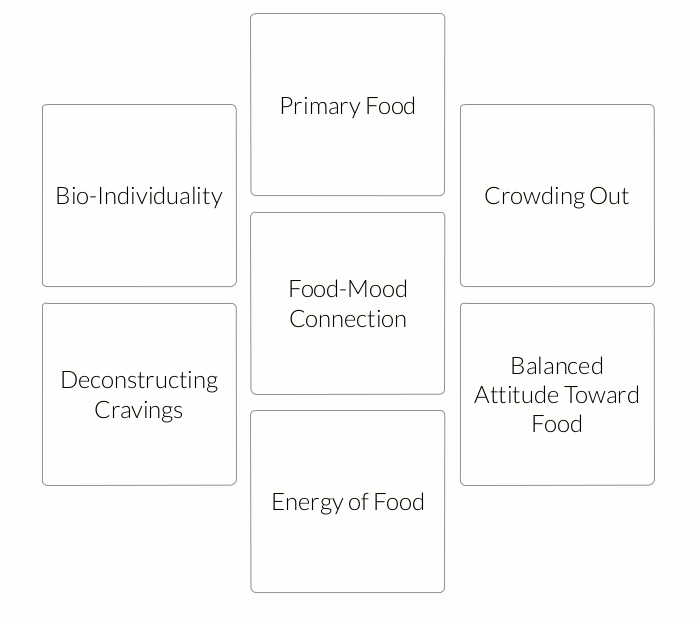 Primary Food
Bio-Individuality
Crowding Out
Food-Mood
Connection
Deconstructing
Cravings
Balanced
Attitude Toward
Food
Energy of Food